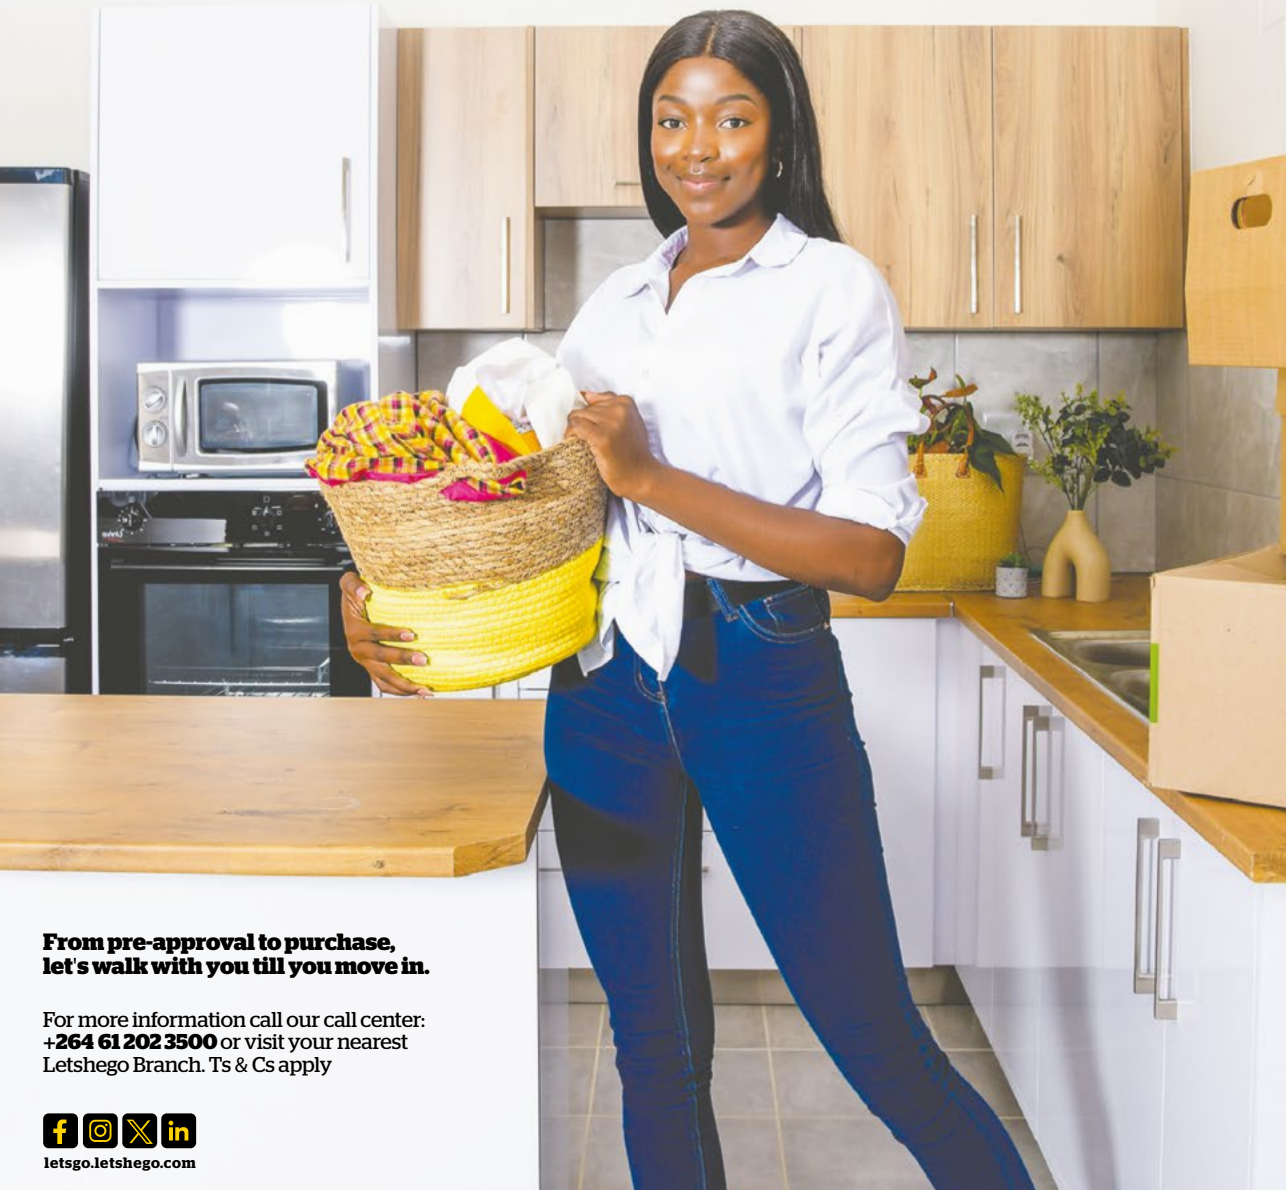 From pre-approval to purchase,
let's walk with you till you move in.
For more information call our call center:
+264 61 202 3500 or visit your nearest
Letshego Branch. Ts & Cs apply
letsgo.letshego.com